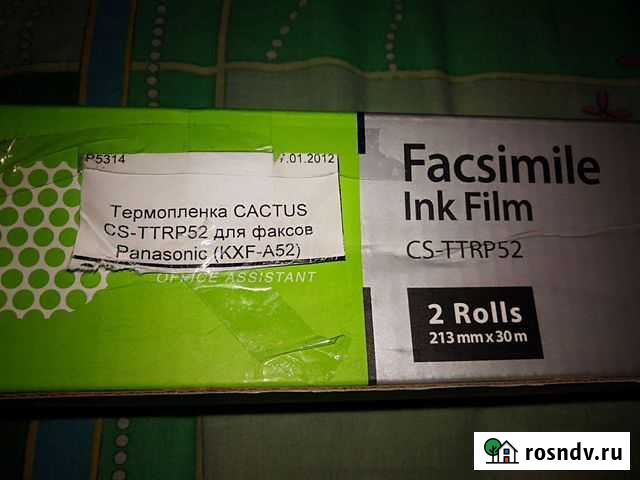 P5314
7.01.2012
Термопленка CACTUS
CS-TTRP52 для факсов
Panasonic (KXF-A52)
OFFICE ASSISTANT
Facsimile
Ink Film
CS-TTRP52
2 Rolls
213 mm x 30 m
rosndv.ru